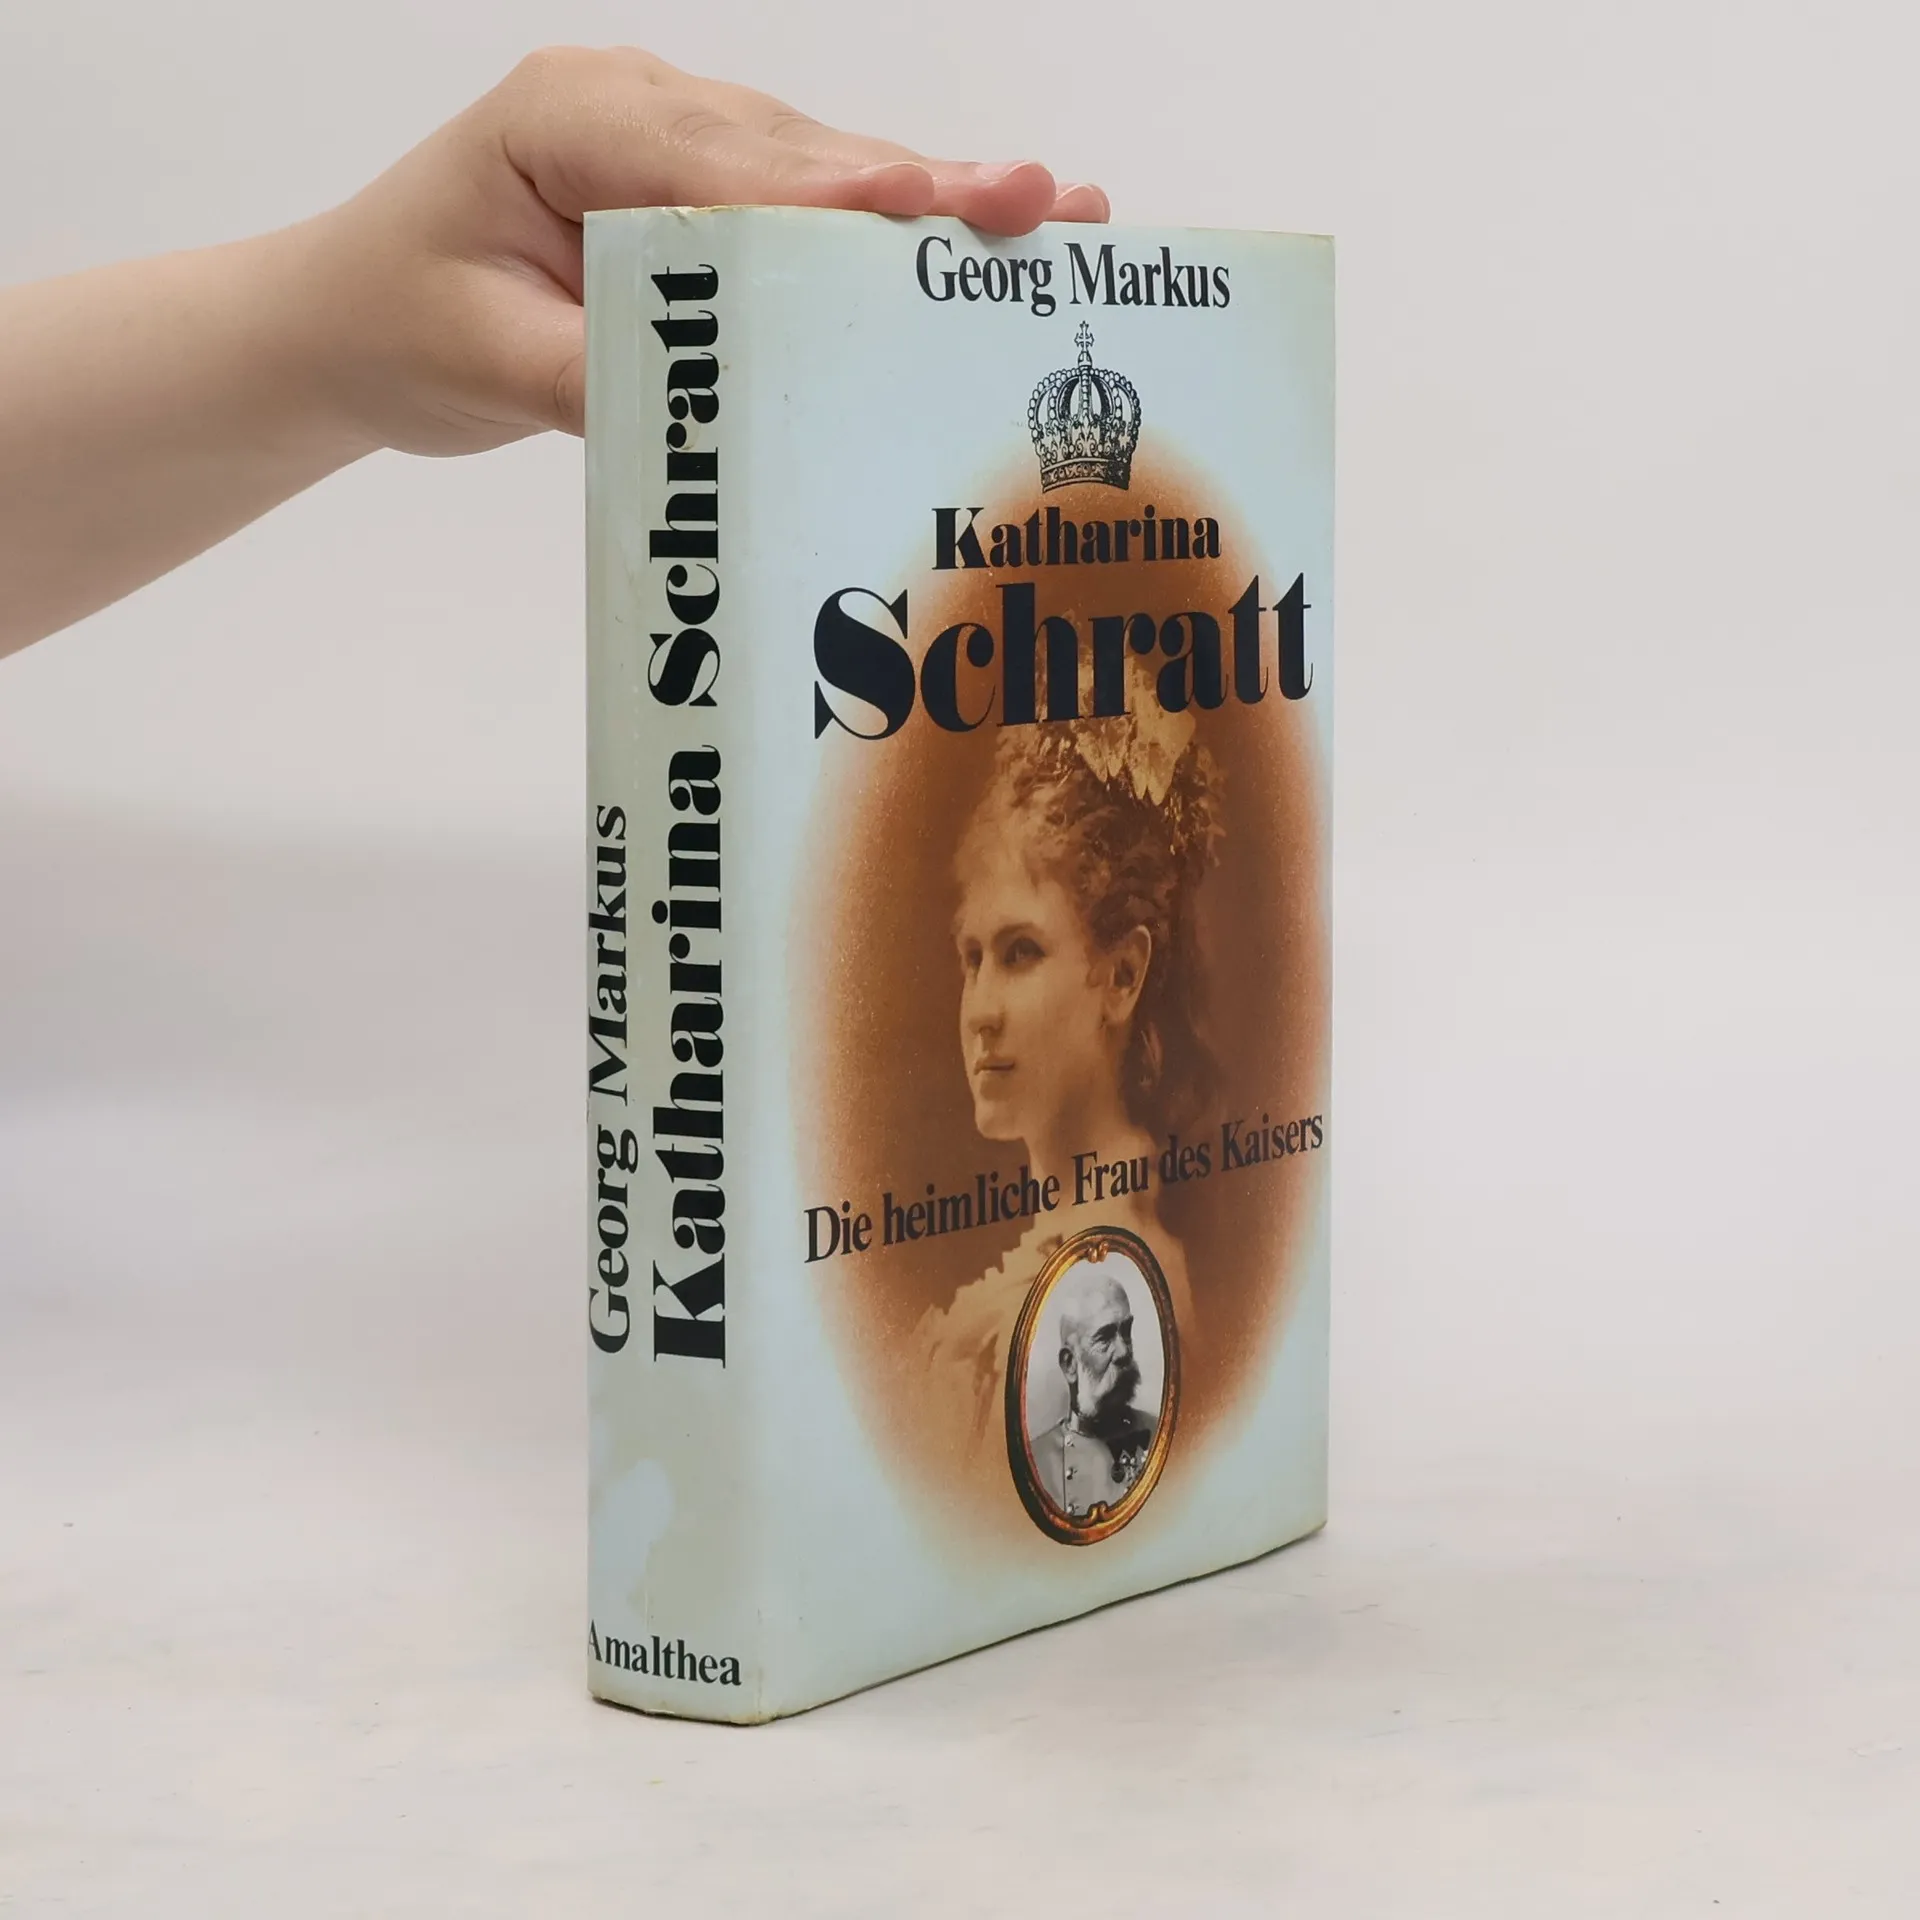 Georg Markus
Katharina Schratt
Amalthea
Georg Markus
Katharina
Schratt
Die heimliche Frau des Kaisers